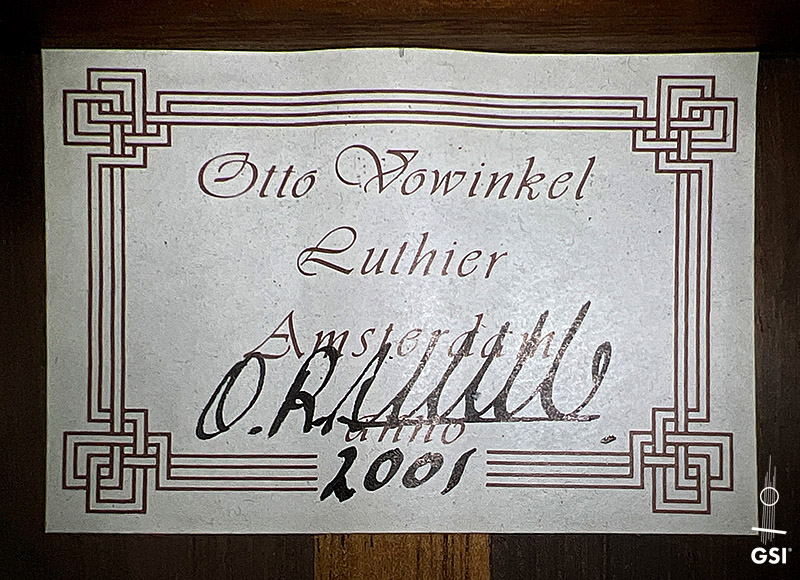 Otto Vowinkel
Luthier
Amsterdam
anno
2001
GSI